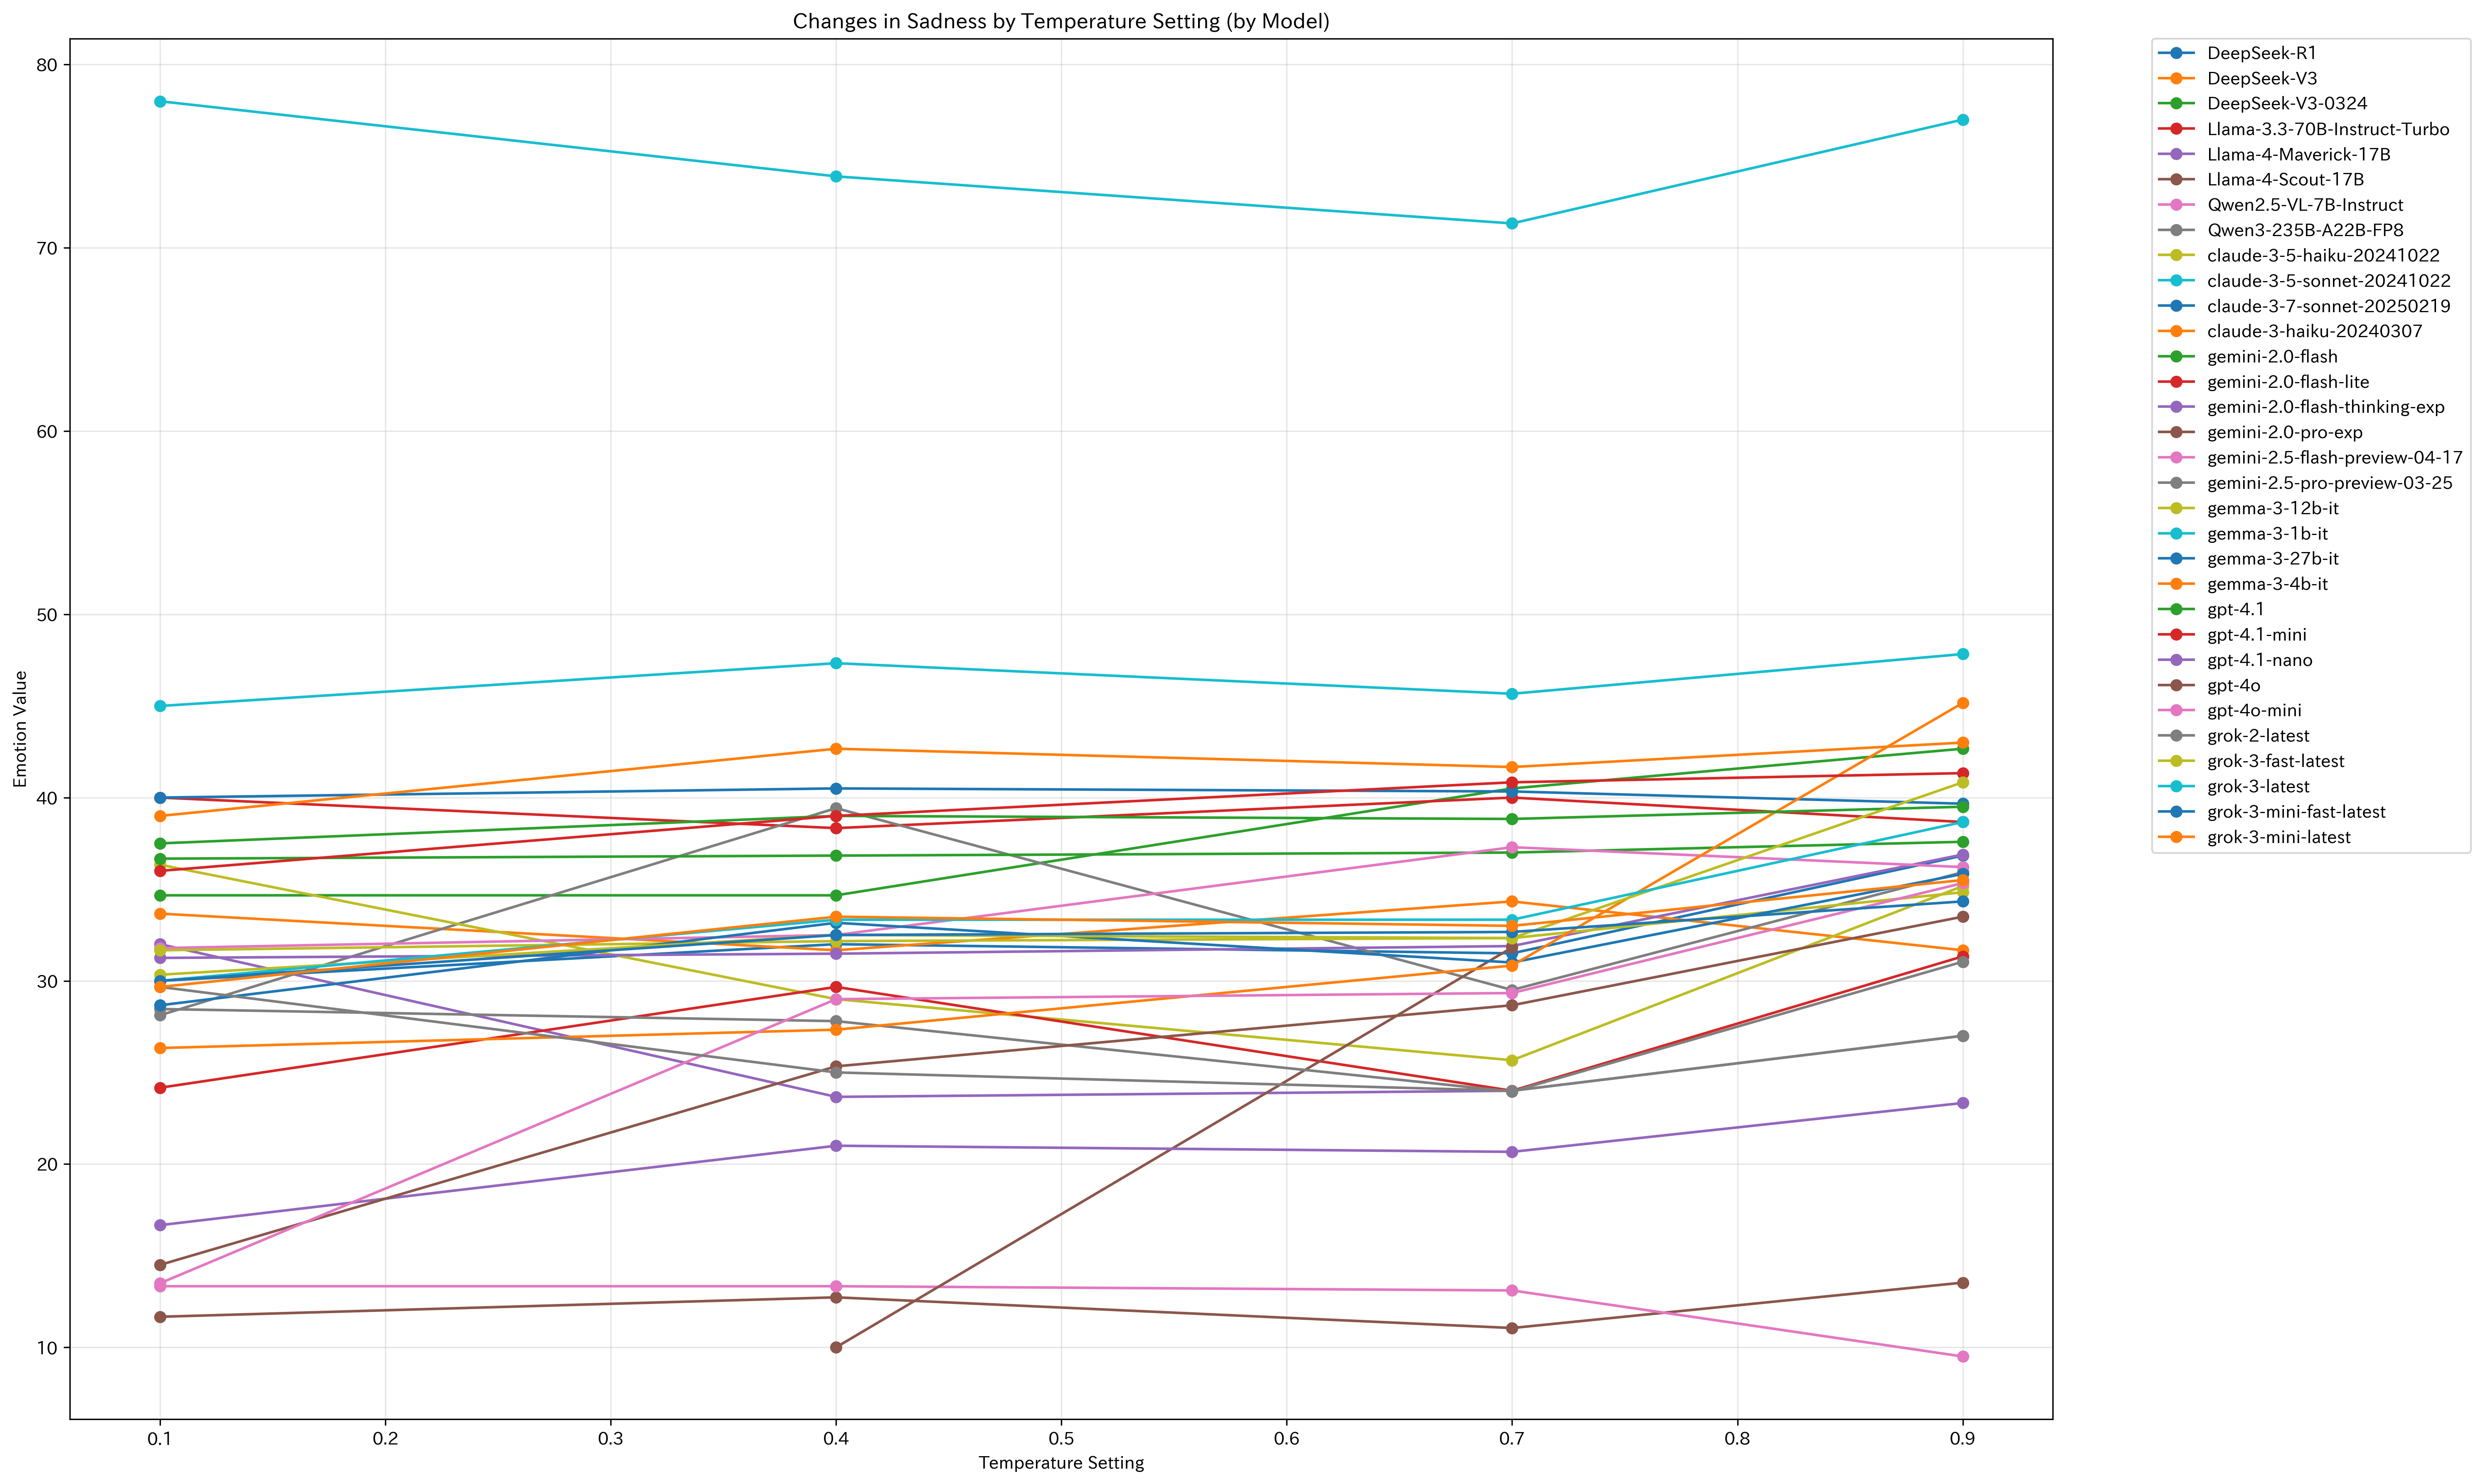 Changes in Sadness by Temperature Setting (by Model)
Emotion Value
80
70
60
50
40
30
20
10
0.1 0.2 0.3 0.4 0.5 0.6 0.7 0.8 0.9
Temperature Setting
DeepSeek-R1
DeepSeek-V3
DeepSeek-V3-0324
Llama-3.3-70B-Instruct-Turbo
Llama-4-Maverick-17B
Llama-4-Scout-17B
Qwen2.5-VL-7B-Instruct
Qwen3-235B-A22B-FP8
claude-3-5-haiku-20241022
claude-3-5-sonnet-20241022
claude-3-7-sonnet-20250219
claude-3-haiku-20240307
gemini-2.0-flash
gemini-2.0-flash-lite
gemini-2.0-flash-thinking-exp
gemini-2.0-pro-exp
gemini-2.5-flash-preview-04-17
gemini-2.5-pro-preview-03-25
gemma-3-12b-it
gemma-3-1b-it
gemma-3-27b-it
gemma-3-4b-it
gpt-4.1
gpt-4.1-mini
gpt-4.1-nano
gpt-4o
gpt-4o-mini
grok-2-latest
grok-3-fast-latest
grok-3-latest
grok-3-mini-fast-latest
grok-3-mini-latest